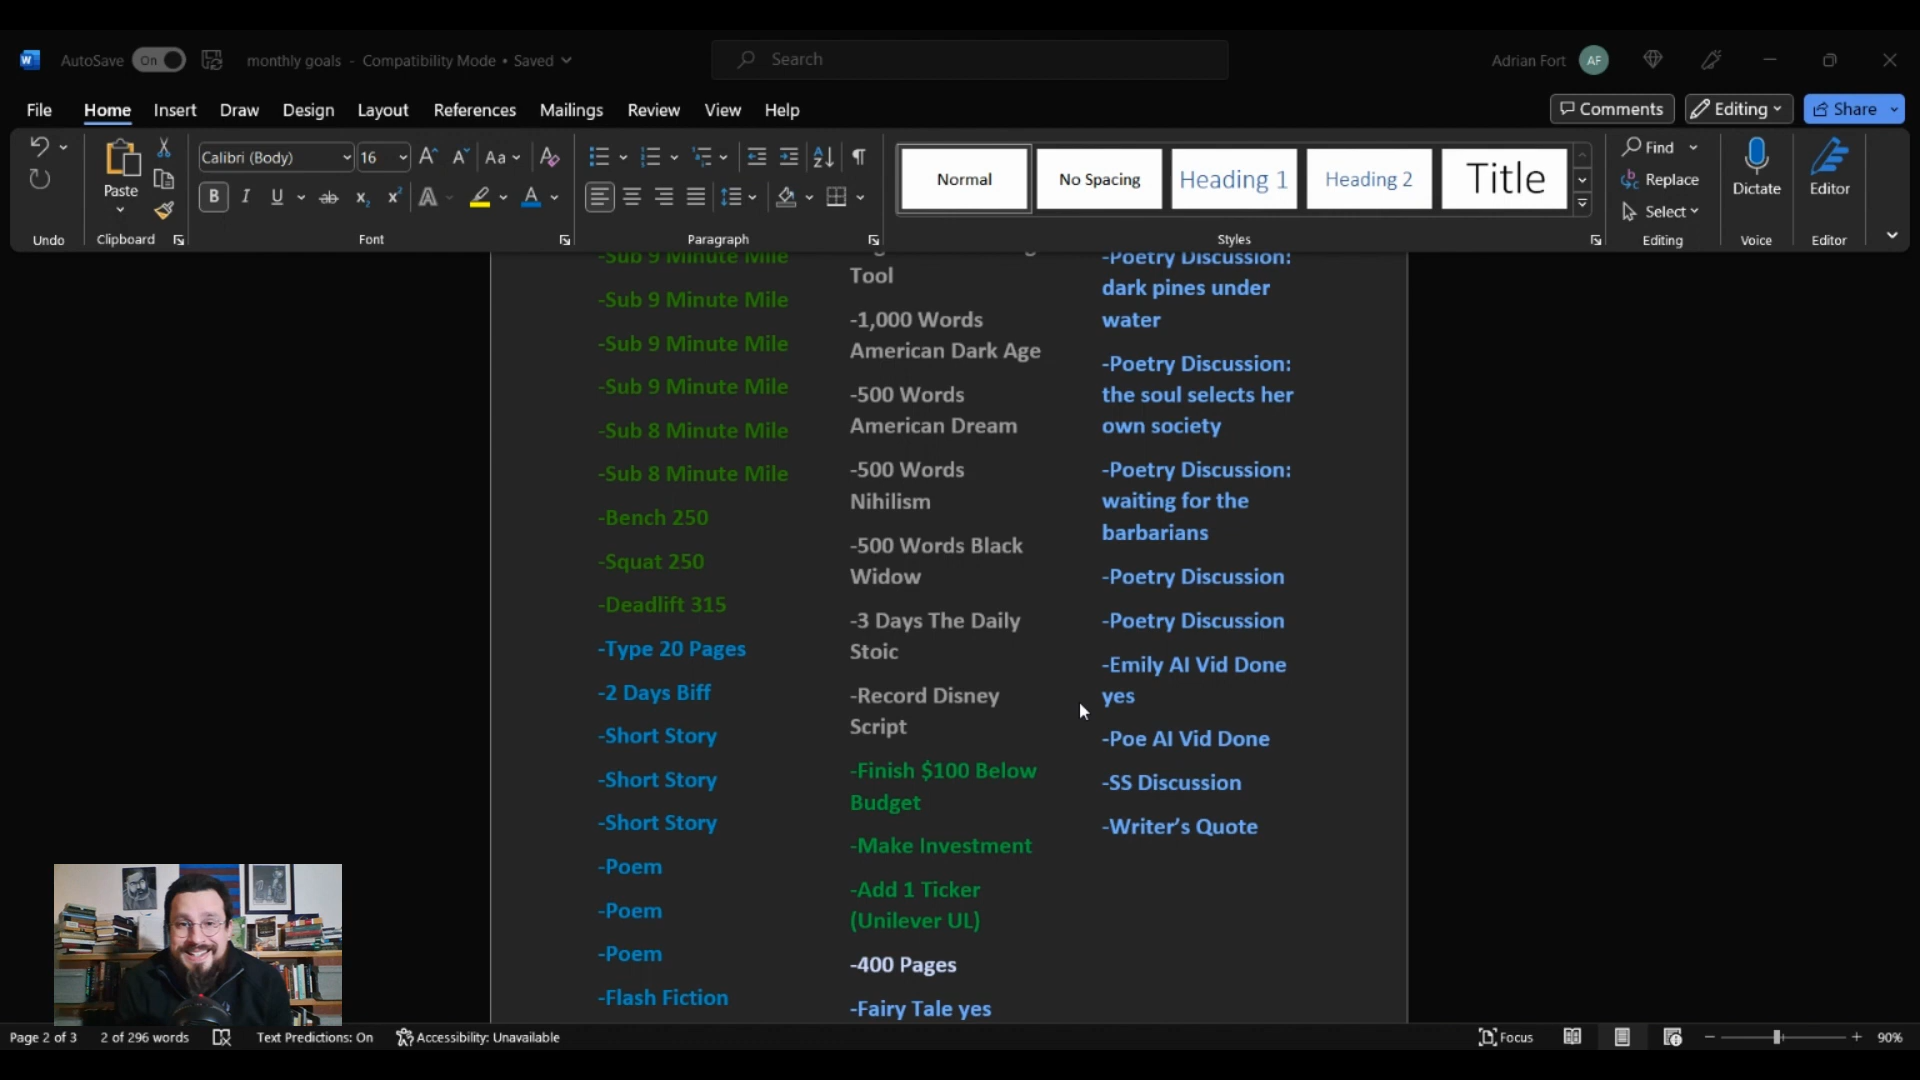 AutoSave On monthly goals - Compatibility Mode • Saved Search Adrian Fort AF
File Home Insert Draw Design Layout References Mailings Review View Help Comments Editing Share
Calibri (Body) 16 Aa
Paste
B I U ab x₂ x² A A
Normal No Spacing Heading 1 Heading 2 Title
Find
Replace
Select
Dictate
Editor
Undo Clipboard Font Paragraph Styles Editing Voice Editor
-Sub 9 Minute Mile
-Sub 9 Minute Mile
-Sub 9 Minute Mile
-Sub 9 Minute Mile
-Sub 8 Minute Mile
-Sub 8 Minute Mile
-Bench 250
-Squat 250
-Deadlift 315
-Type 20 Pages
-2 Days Biff
-Short Story
-Short Story
-Short Story
-Poem
-Poem
-Poem
-Flash Fiction
Tool
-1,000 Words
American Dark Age
-500 Words
American Dream
-500 Words
Nihilism
-500 Words Black
Widow
-3 Days The Daily
Stoic
-Record Disney
Script
-Finish $100 Below
Budget
-Make Investment
-Add 1 Ticker
(Unilever UL)
-400 Pages
-Fairy Tale yes
-Poetry Discussion:
dark pines under
water
-Poetry Discussion:
the soul selects her
own society
-Poetry Discussion:
waiting for the
barbarians
-Poetry Discussion
-Poetry Discussion
-Emily AI Vid Done
yes
-Poe AI Vid Done
-SS Discussion
-Writer's Quote
Page 2 of 3 2 of 296 words Text Predictions: On Accessibility: Unavailable Focus 90%